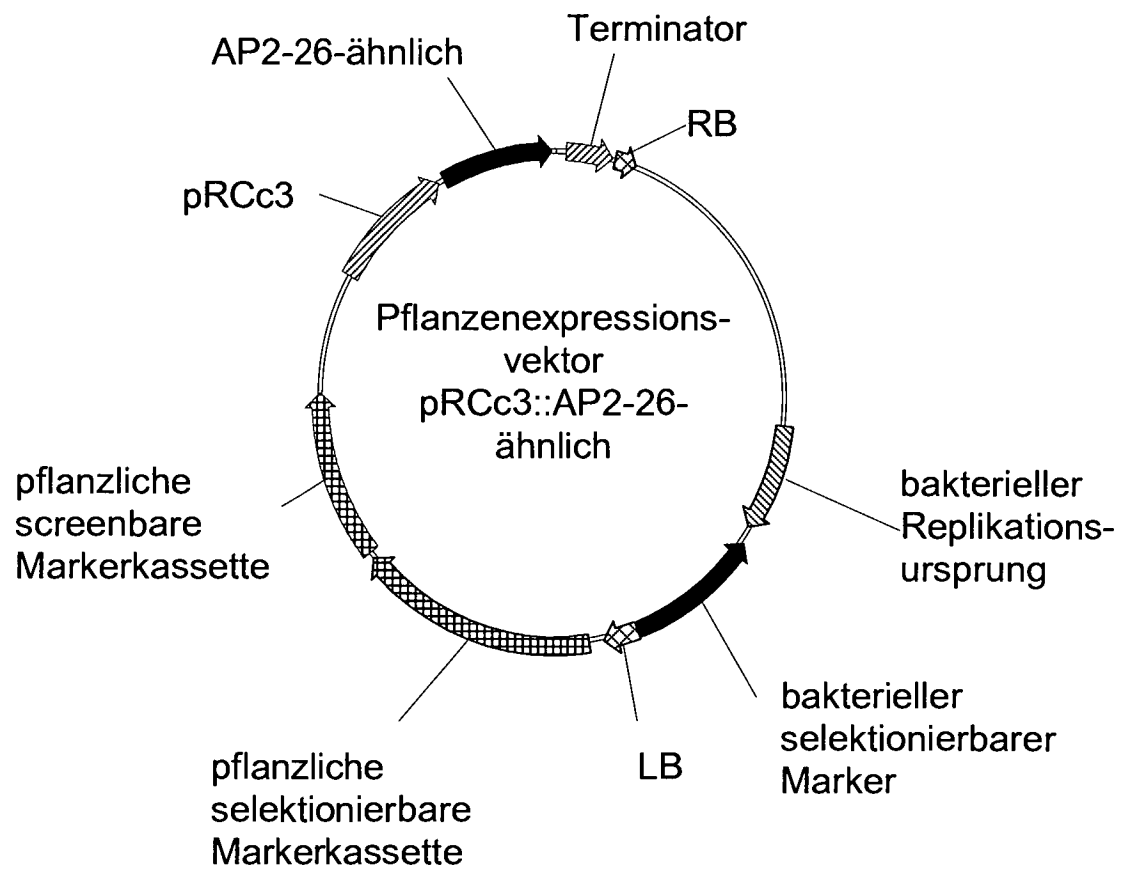 Terminator
AP2-26-ähnlich
RB
pRCc3
Pflanzenexpressions-
vektor
pRCc3::AP2-26-
ähnlich
pflanzliche
screenbare
Markerkassette
bakterieller
Replikations-
ursprung
bakterieller
selektionierbarer
Marker
LB
pflanzliche
selektionierbare
Markerkassette